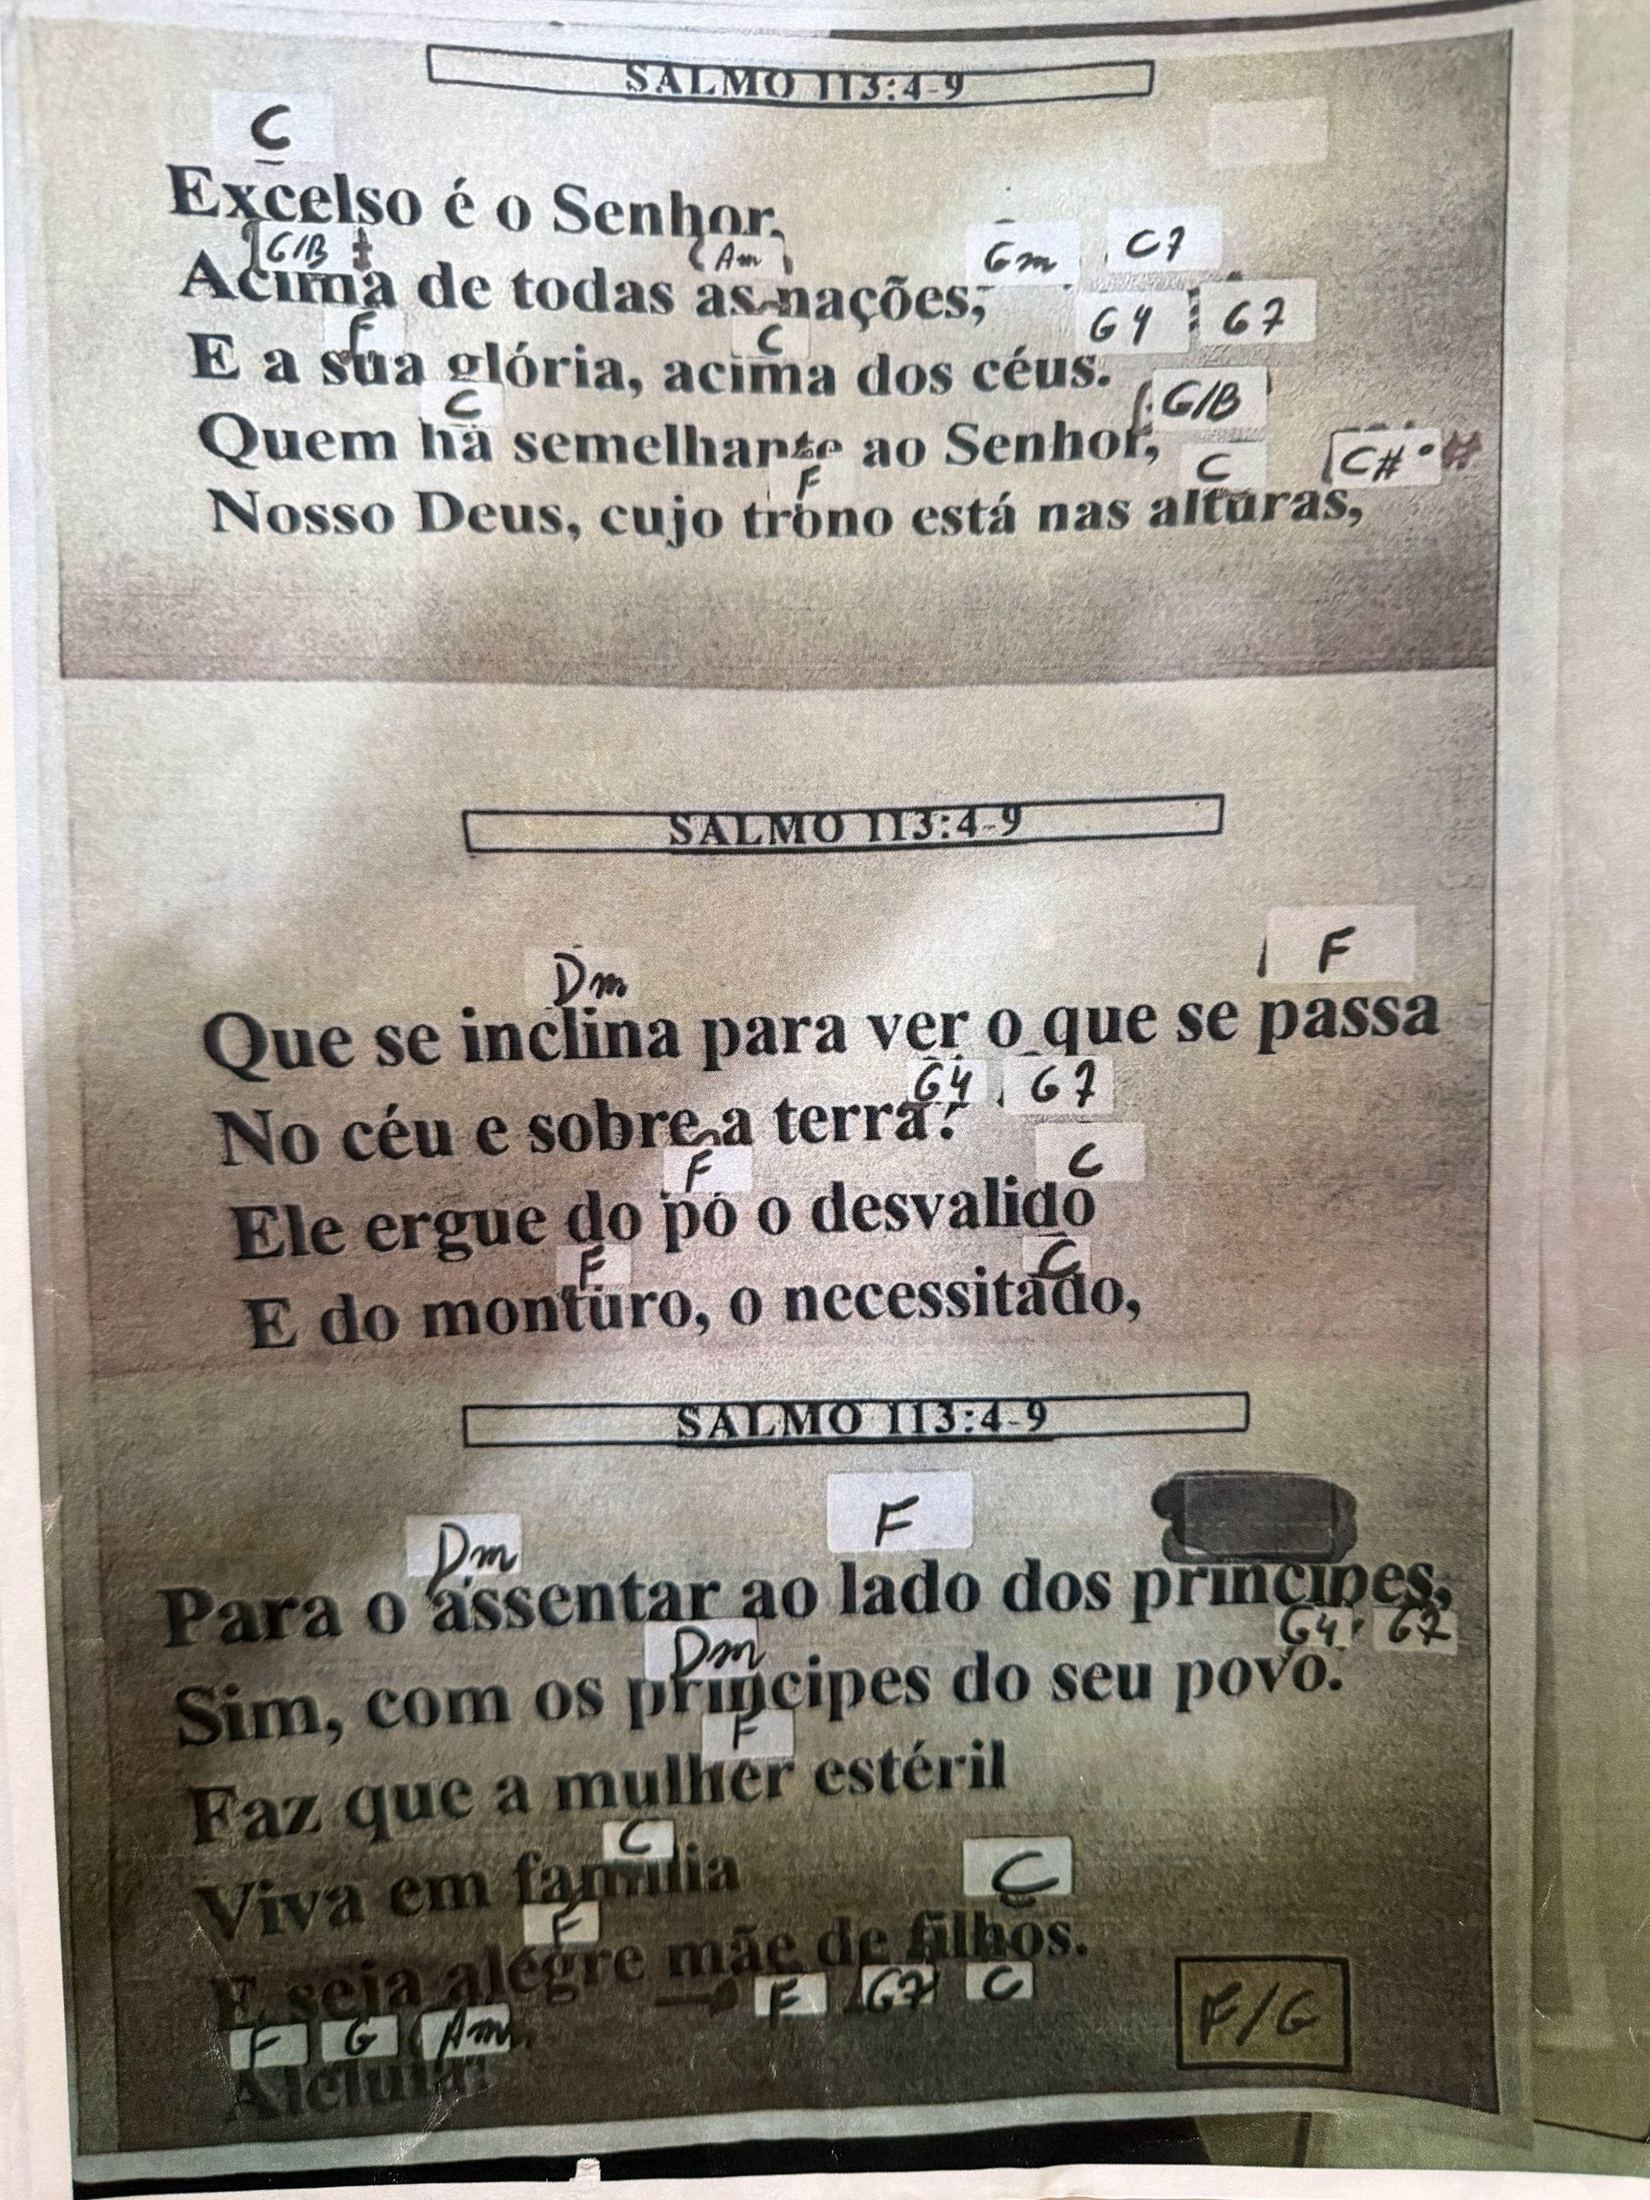 SALMO 113:4-9
C
Excelso é o Senhor,
G/B Am Gm C7
Acima de todas as nações;
F C G4 G7
E a sua glória, acima dos céus.
C G/B
Quem há semelhante ao Senhor,
F C C#°
Nosso Deus, cujo trono está nas alturas,
SALMO 113:4-9
Dm F
Que se inclina para ver o que se passa
G4 G7
No céu e sobre a terra?
F C
Ele ergue do pó o desvalido
F C
E do monturo, o necessitado,
SALMO 113:4-9
Dm F
Para o assentar ao lado dos príncipes,
Dm G4 G7
Sim, com os príncipes do seu povo.
F
Faz que a mulher estéril
C
Viva em família
F C
E seja alegre mãe de filhos.
F G Am → F G7 C F/G
Aleluia!